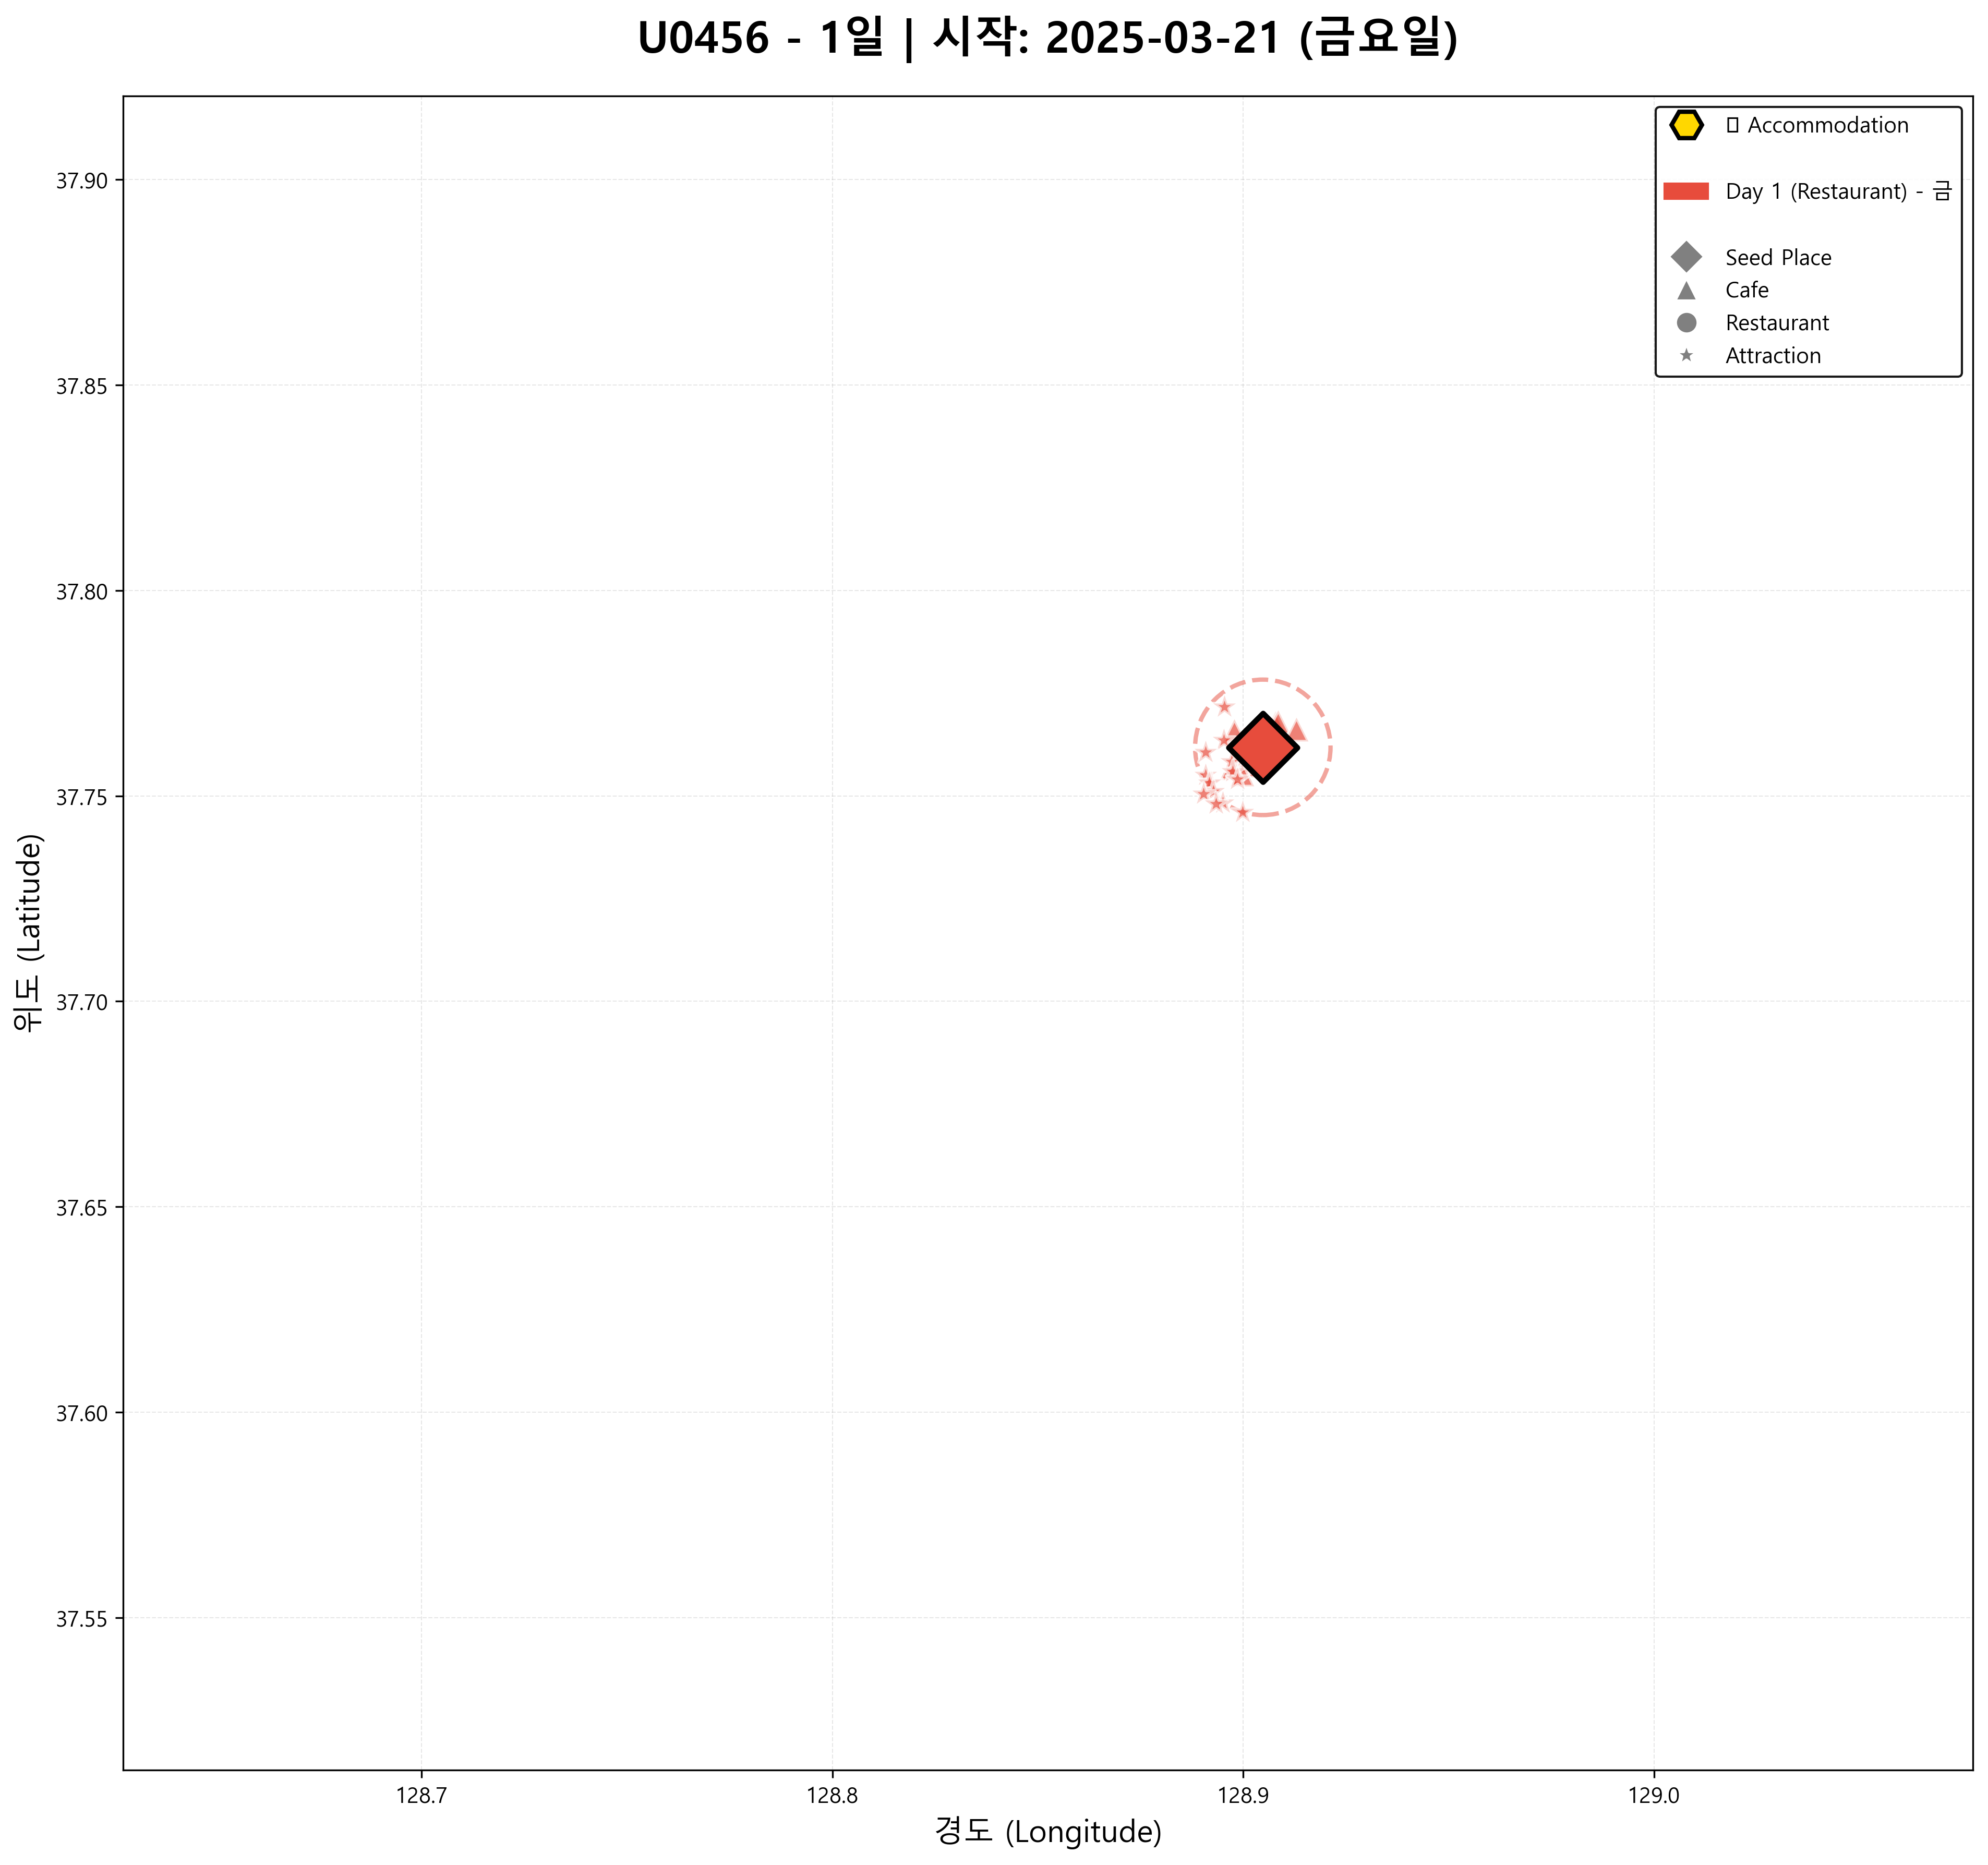 U0456 - 1일 | 시작: 2025-03-21 (금요일)
Accommodation
Day 1 (Restaurant) - 금
Seed Place
Cafe
Restaurant
Attraction
37.90
37.85
37.80
37.75
37.70
37.65
37.60
37.55
위도 (Latitude)
128.7 128.8 128.9 129.0
경도 (Longitude)